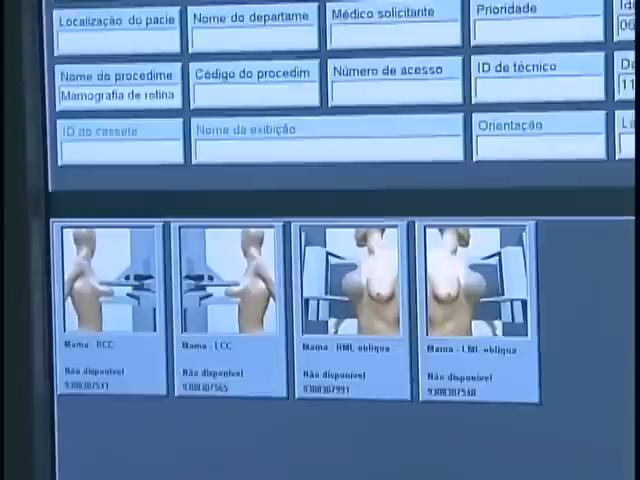 Localização do pacie
Nome do departame
Médico solicitante
Prioridade
Nome do procedime
Código do procedim
Número de acesso
ID de técnico
Mamografia de rotina
11
ID do cassete
Nome da exibição
Orientação
Mama - RCC
Mama - LCC
Mama - RML oblíqua
Mama - LML oblíqua
Não disponível
Não disponível
Não disponível
Não disponível